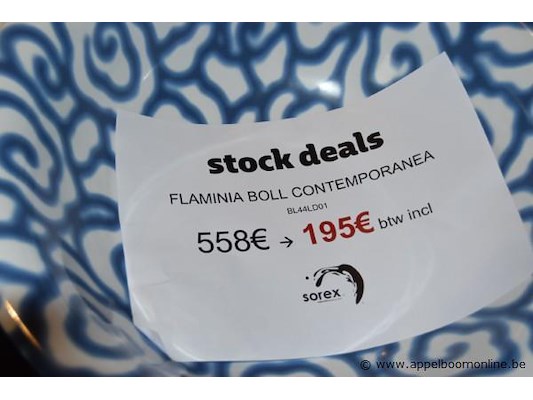 stock deals
FLAMINIA BOLL CONTEMPORANEA
BL44LD01
558€ → 195€ btw incl
sorex
© www.appelboomonline.be